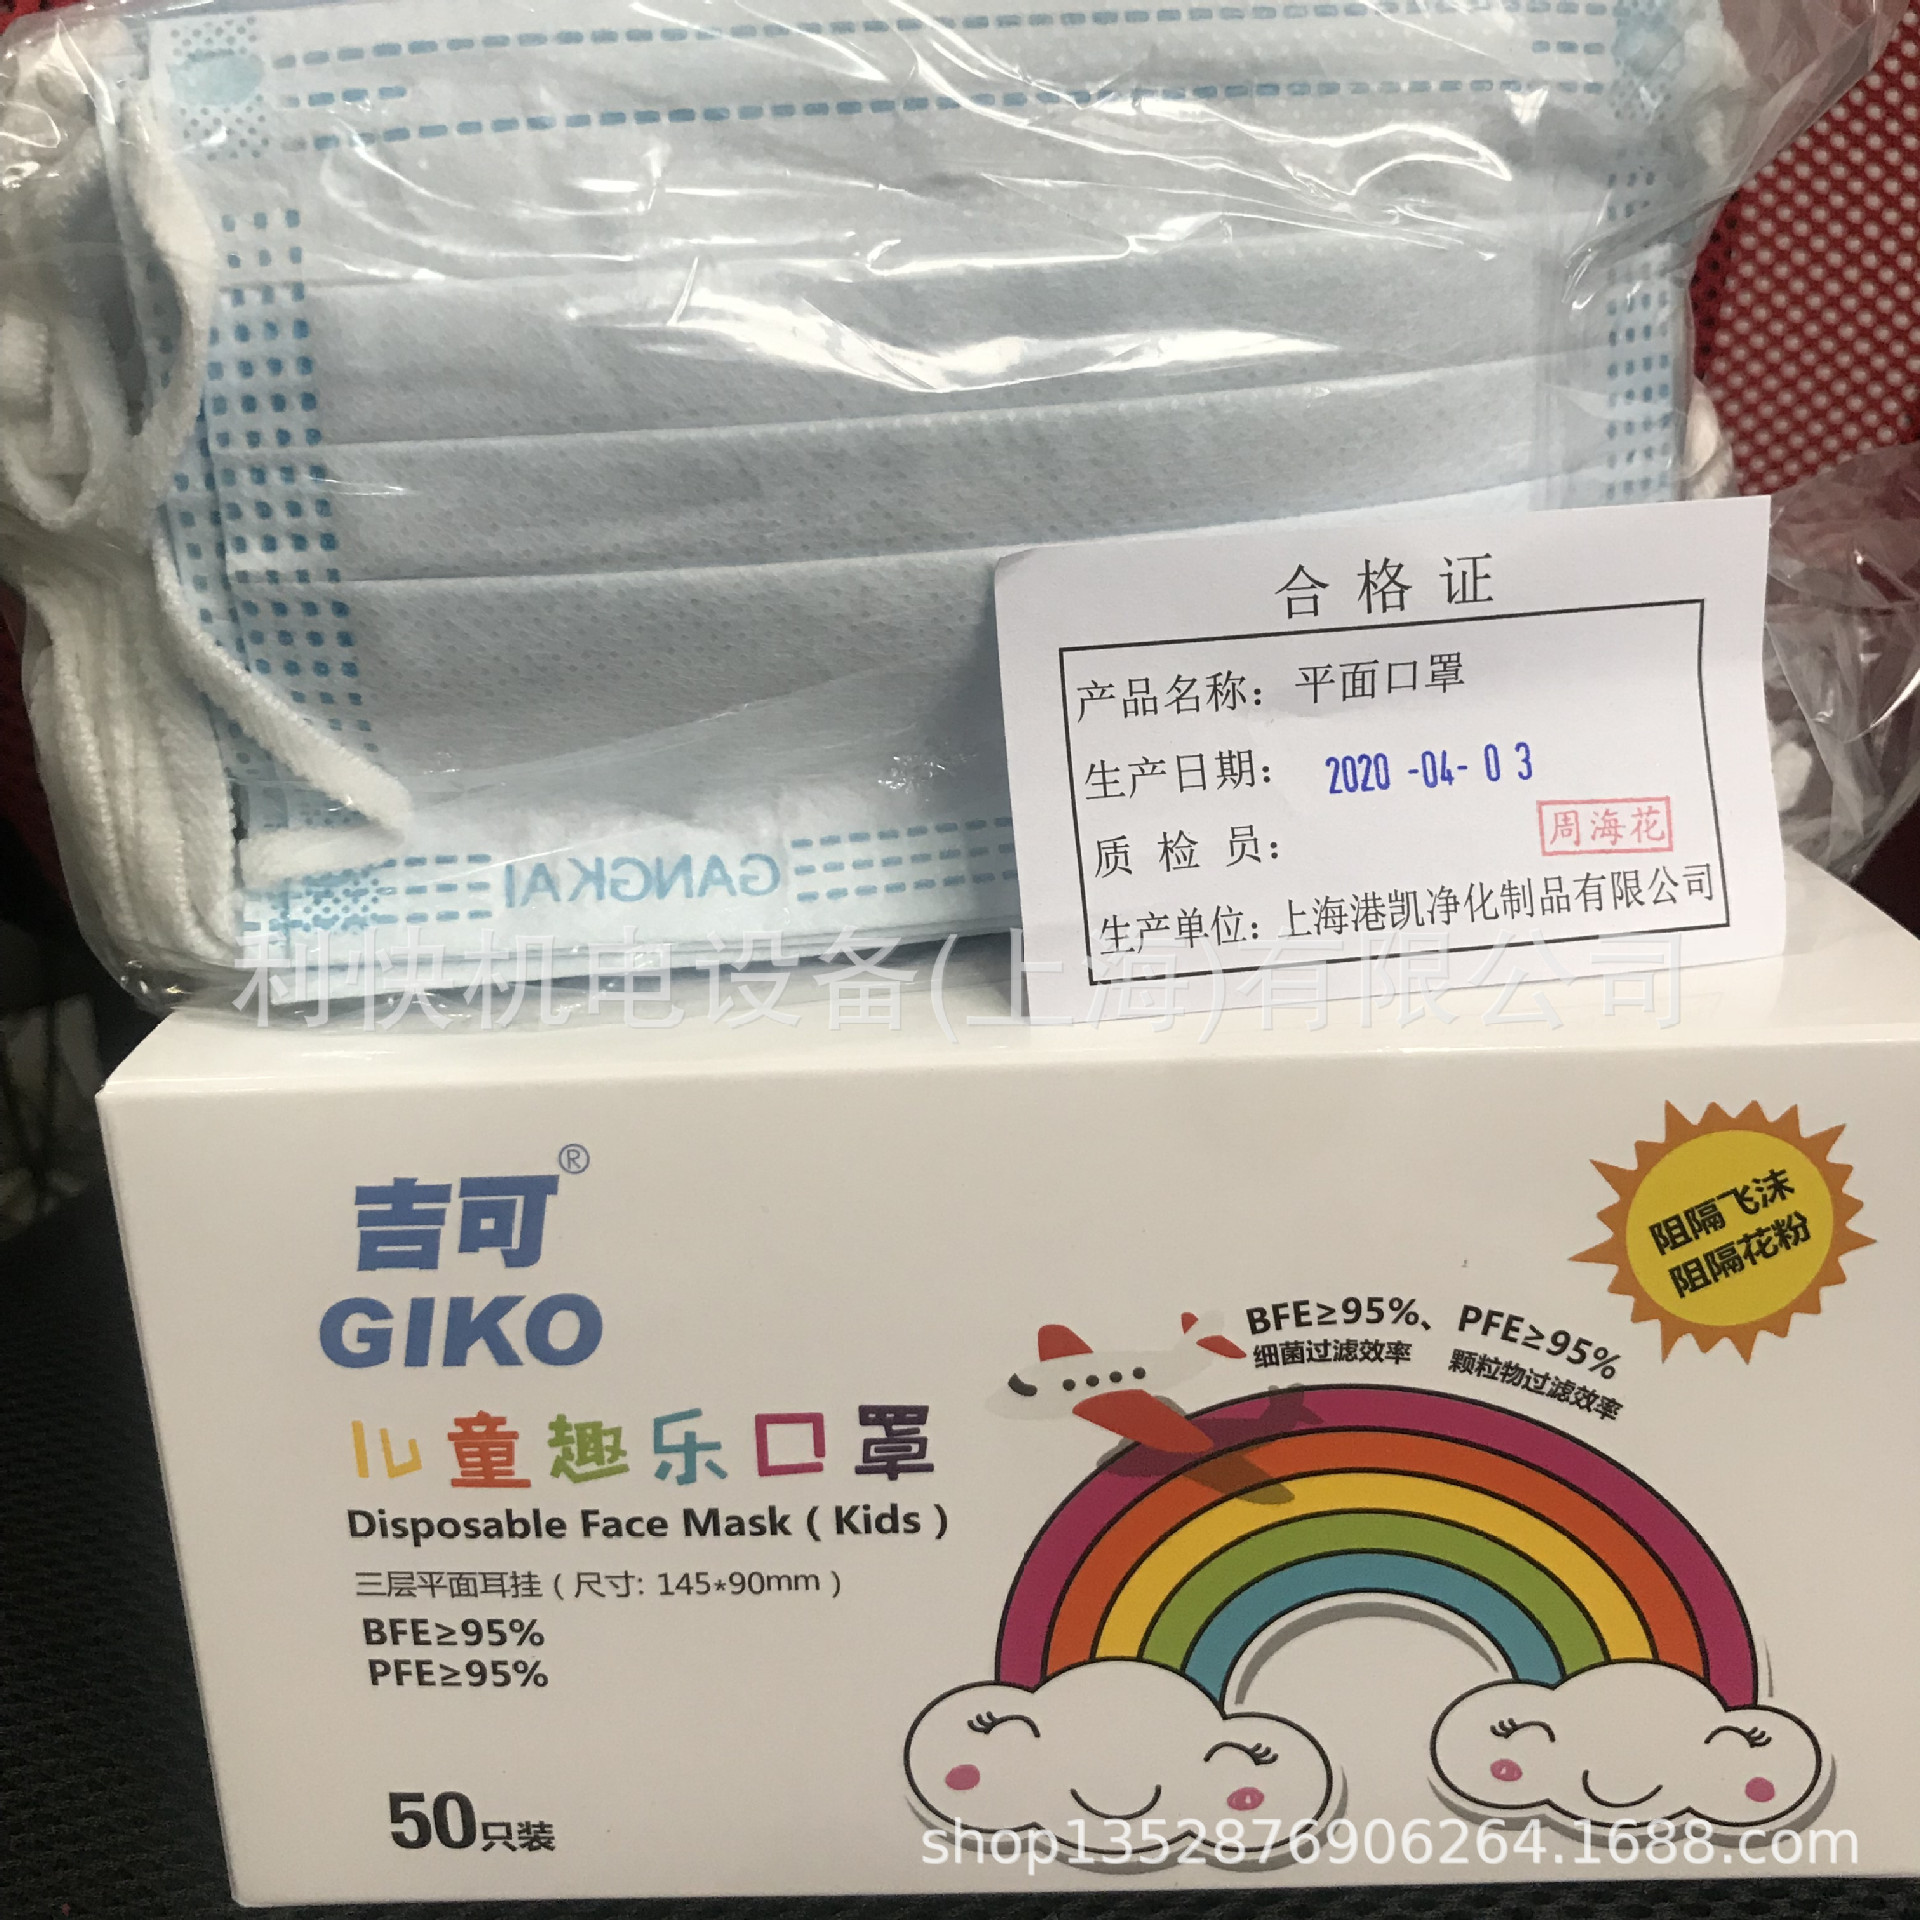 GANGKAI
合格证
产品名称：平面口罩
生产日期：2020-04-03
质检员：周海花
生产单位：上海港凯净化制品有限公司
利快机电设备(上海)有限公司
吉可®
GIKO
儿童趣乐口罩
Disposable Face Mask（Kids）
三层平面耳挂（尺寸: 145*90mm）
BFE≥95%
PFE≥95%
50只装
阻隔飞沫
阻隔花粉
BFE≥95%、PFE≥95%
细菌过滤效率 颗粒物过滤效率
shop1352876906264.1688.com